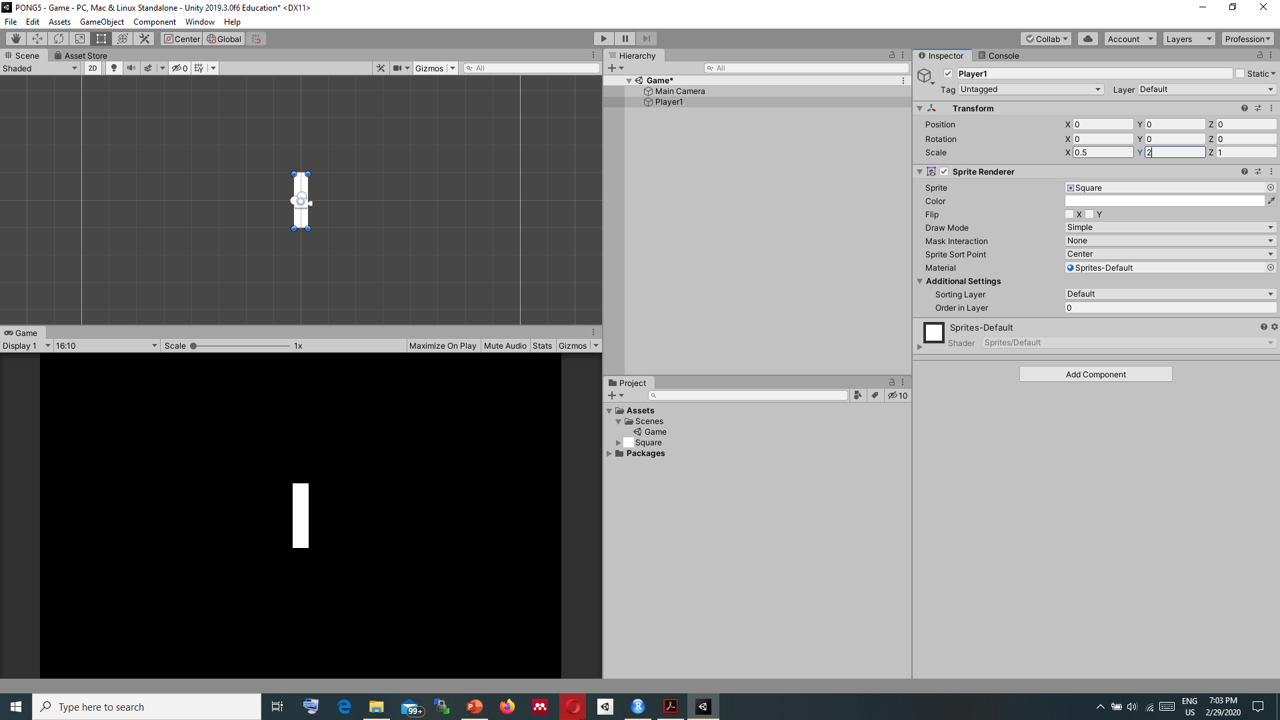 PONG5 - Game - PC, Mac & Linux Standalone - Unity 2019.3.0f6 Education* <DX11>
File Edit Assets GameObject Component Window Help
Center Global Collab Account Layers Profession
Scene Asset Store
Shaded 2D 0 Gizmos All
Hierarchy
All
Game*
Main Camera
Player1
Game
Display 1 16:10 Scale 1x Maximize On Play Mute Audio Stats Gizmos
Project
10
Assets
Scenes
Game
Square
Packages
Inspector Console
Player1 Static
Tag Untagged Layer Default
Transform
Position X 0 Y 0 Z 0
Rotation X 0 Y 0 Z 0
Scale X 0.5 Y 2 Z 1
Sprite Renderer
Sprite Square
Color
Flip X Y
Draw Mode Simple
Mask Interaction None
Sprite Sort Point Center
Material Sprites-Default
Additional Settings
Sorting Layer Default
Order in Layer 0
Sprites-Default
Shader Sprites/Default
Add Component
Type here to search
99+
ENG
US
7:03 PM
2/29/2020